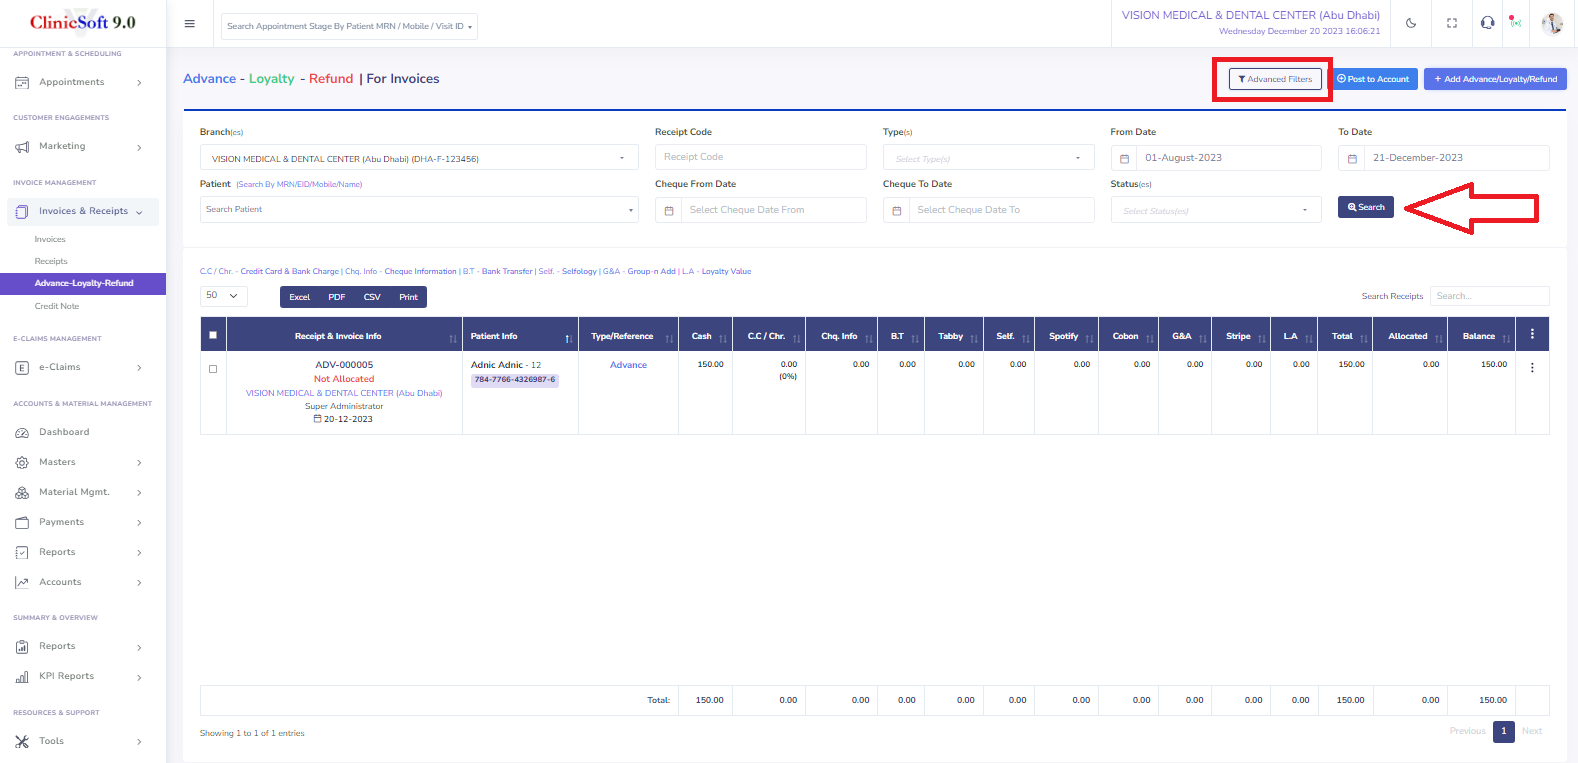 ClinicSoft 9.0
Search Appointment Stage By Patient MRN / Mobile / Visit ID
VISION MEDICAL & DENTAL CENTER (Abu Dhabi)
Wednesday December 20 2023 16:06:21
APPOINTMENT & SCHEDULING
Appointments
CUSTOMER ENGAGEMENTS
Marketing
INVOICE MANAGEMENT
Invoices & Receipts
Invoices
Receipts
Advance-Loyalty-Refund
Credit Note
E-CLAIMS MANAGEMENT
e-Claims
ACCOUNTS & MATERIAL MANAGEMENT
Dashboard
Masters
Material Mgmt.
Payments
Reports
Accounts
SUMMARY & OVERVIEW
Reports
KPI Reports
RESOURCES & SUPPORT
Tools
Advance - Loyalty - Refund | For Invoices
Advanced Filters
Post to Account
+ Add Advance/Loyalty/Refund
Branch(es) Receipt Code Type(s) From Date To Date
VISION MEDICAL & DENTAL CENTER (Abu Dhabi) (DHA-F-123456) Receipt Code Select Type(s) 01-August-2023 21-December-2023
Patient (Search By MRN/EID/Mobile/Name) Cheque From Date Cheque To Date Status(es)
Search Patient Select Cheque Date From Select Cheque Date To Select Status(es) Search
C.C / Chr. - Credit Card & Bank Charge | Chq. Info - Cheque Information | B.T - Bank Transfer | Self. - Selfology | G&A - Group-n Add | L.A - Loyalty Value
50 Excel PDF CSV Print Search Receipts Search...
Receipt & Invoice Info Patient Info Type/Reference Cash C.C / Chr. Chq. Info B.T Tabby Self. Spotify Cobon G&A Stripe L.A Total Allocated Balance
ADV-000005 Adnic Adnic - 12 Advance 150.00 0.00 0.00 0.00 0.00 0.00 0.00 0.00 0.00 0.00 0.00 150.00 0.00 150.00
Not Allocated 784-7766-4326987-6 (0%)
VISION MEDICAL & DENTAL CENTER (Abu Dhabi)
Super Administrator
20-12-2023
Total: 150.00 0.00 0.00 0.00 0.00 0.00 0.00 0.00 0.00 0.00 0.00 150.00 0.00 150.00
Showing 1 to 1 of 1 entries
Previous 1 Next